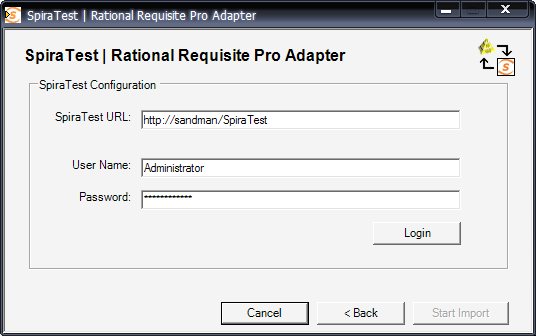 SpiraTest | Rational Requisite Pro Adapter
SpiraTest | Rational Requisite Pro Adapter
SpiraTest Configuration
SpiraTest URL: http://sandman/SpiraTest
User Name: Administrator
Password: ************
Login
Cancel < Back Start Import